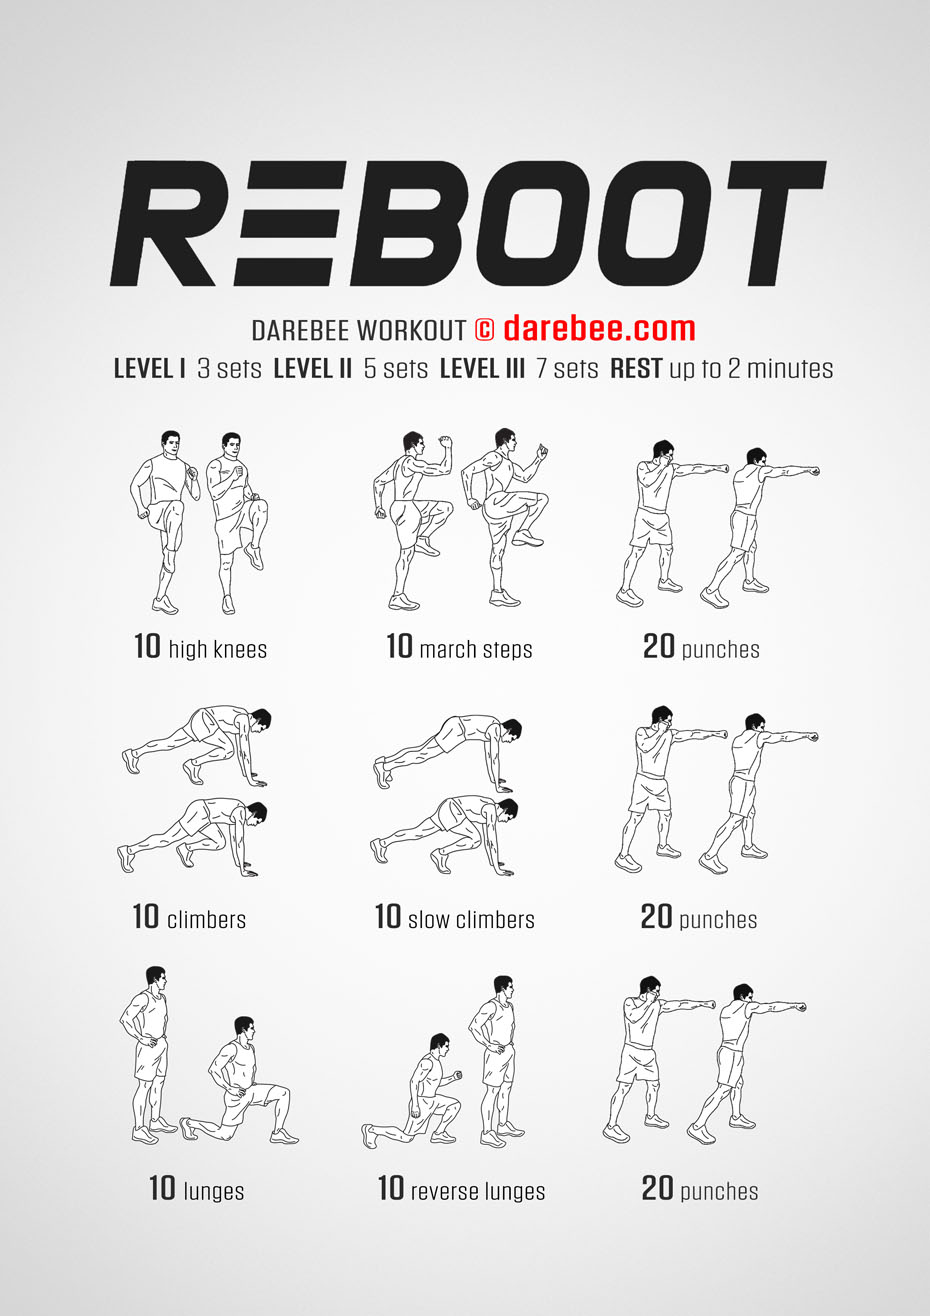 REBOOT
DAREBEE WORKOUT © darebee.com
LEVEL I 3 sets LEVEL II 5 sets LEVEL III 7 sets REST up to 2 minutes
10 high knees
10 march steps
20 punches
10 climbers
10 slow climbers
20 punches
10 lunges
10 reverse lunges
20 punches